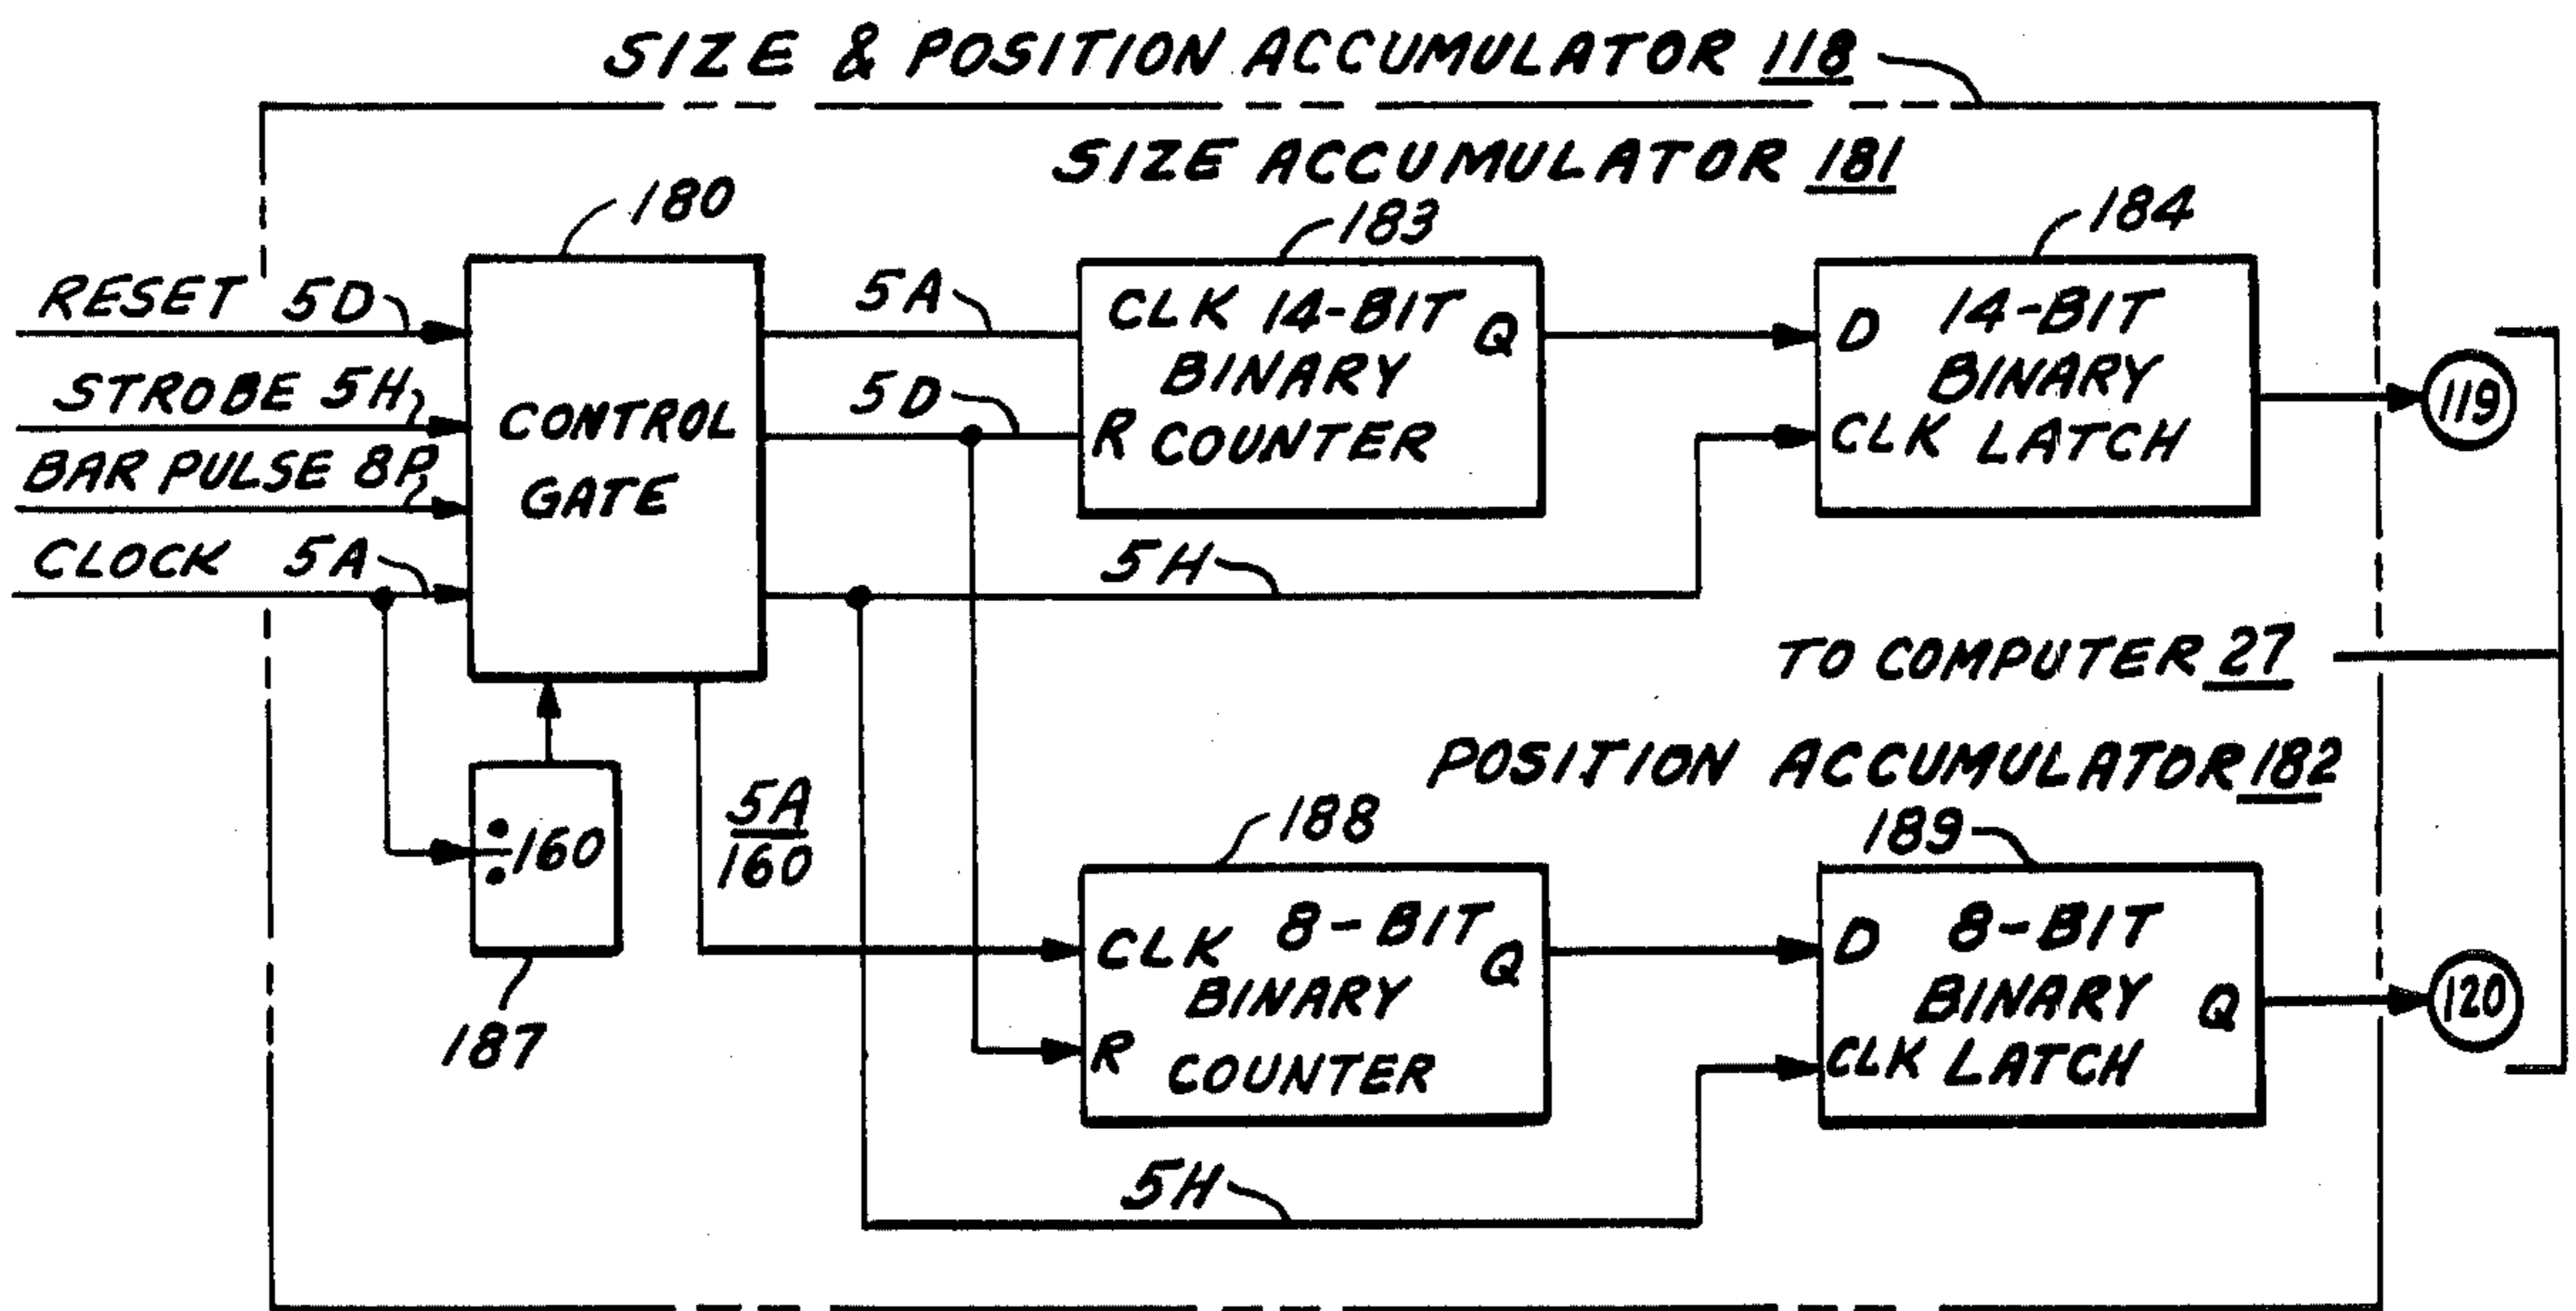 SIZE & POSITION ACCUMULATOR 118
SIZE ACCUMULATOR 181
180
183
184
RESET 5D
STROBE 5H
BAR PULSE 8P
CLOCK 5A
CONTROL
GATE
5A
5D
5H
CLK 14-BIT Q
BINARY
R COUNTER
D 14-BIT
BINARY
CLK LATCH
119
TO COMPUTER 27
POSITION ACCUMULATOR 182
÷160
187
5A
160
188
189
CLK 8-BIT Q
BINARY
R COUNTER
D 8-BIT
BINARY Q
CLK LATCH
120
5H